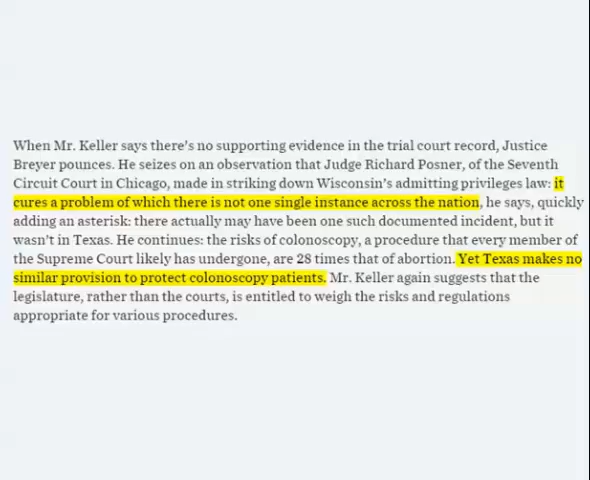 When Mr. Keller says there's no supporting evidence in the trial court record, Justice
Breyer pounces. He seizes on an observation that Judge Richard Posner, of the Seventh
Circuit Court in Chicago, made in striking down Wisconsin's admitting privileges law: it
cures a problem of which there is not one single instance across the nation, he says, quickly
adding an asterisk: there actually may have been one such documented incident, but it
wasn't in Texas. He continues: the risks of colonoscopy, a procedure that every member of
the Supreme Court likely has undergone, are 28 times that of abortion. Yet Texas makes no
similar provision to protect colonoscopy patients. Mr. Keller again suggests that the
legislature, rather than the courts, is entitled to weigh the risks and regulations
appropriate for various procedures.